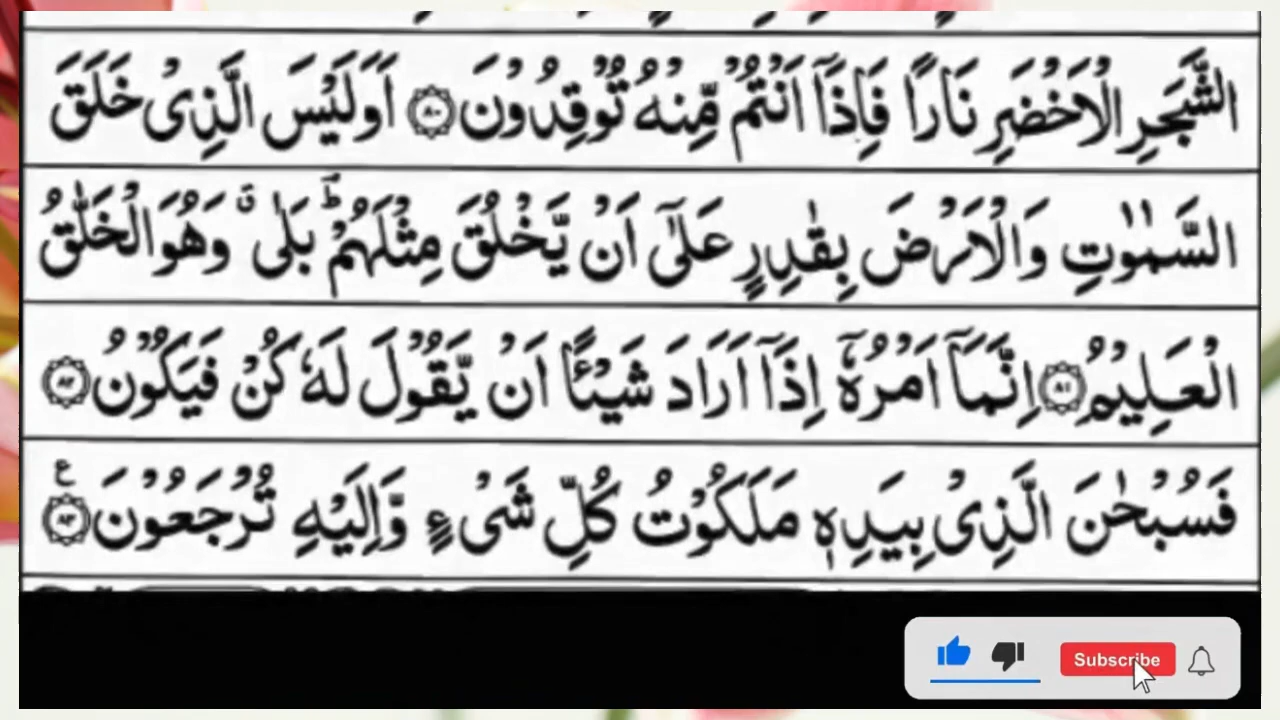 الشَّجَرِ الْاَخْضَرِ نَارًا فَاِذَاۤ اَنْتُمْ مِّنْهُ تُوْقِدُوْنَ ﴿۸۰﴾ اَوَلَيْسَ الَّذِىْ خَلَقَ
السَّمٰوٰتِ وَالْاَرْضَ بِقٰدِرٍ عَلٰۤى اَنْ يَّخْلُقَ مِثْلَهُمْ ؕ بَلٰى ۛ وَهُوَ الْخَلّٰقُ
الْعَلِيْمُ ﴿۸۱﴾ اِنَّمَاۤ اَمْرُهٗۤ اِذَاۤ اَرَادَ شَيْـًٔا اَنْ يَّقُوْلَ لَهٗ كُنْ فَيَكُوْنُ ﴿۸۲﴾
فَسُبْحٰنَ الَّذِىْ بِيَدِهٖ مَلَكُوْتُ كُلِّ شَىْءٍ وَّاِلَيْهِ تُرْجَعُوْنَ ﴿۸۳﴾ ع
Subscribe